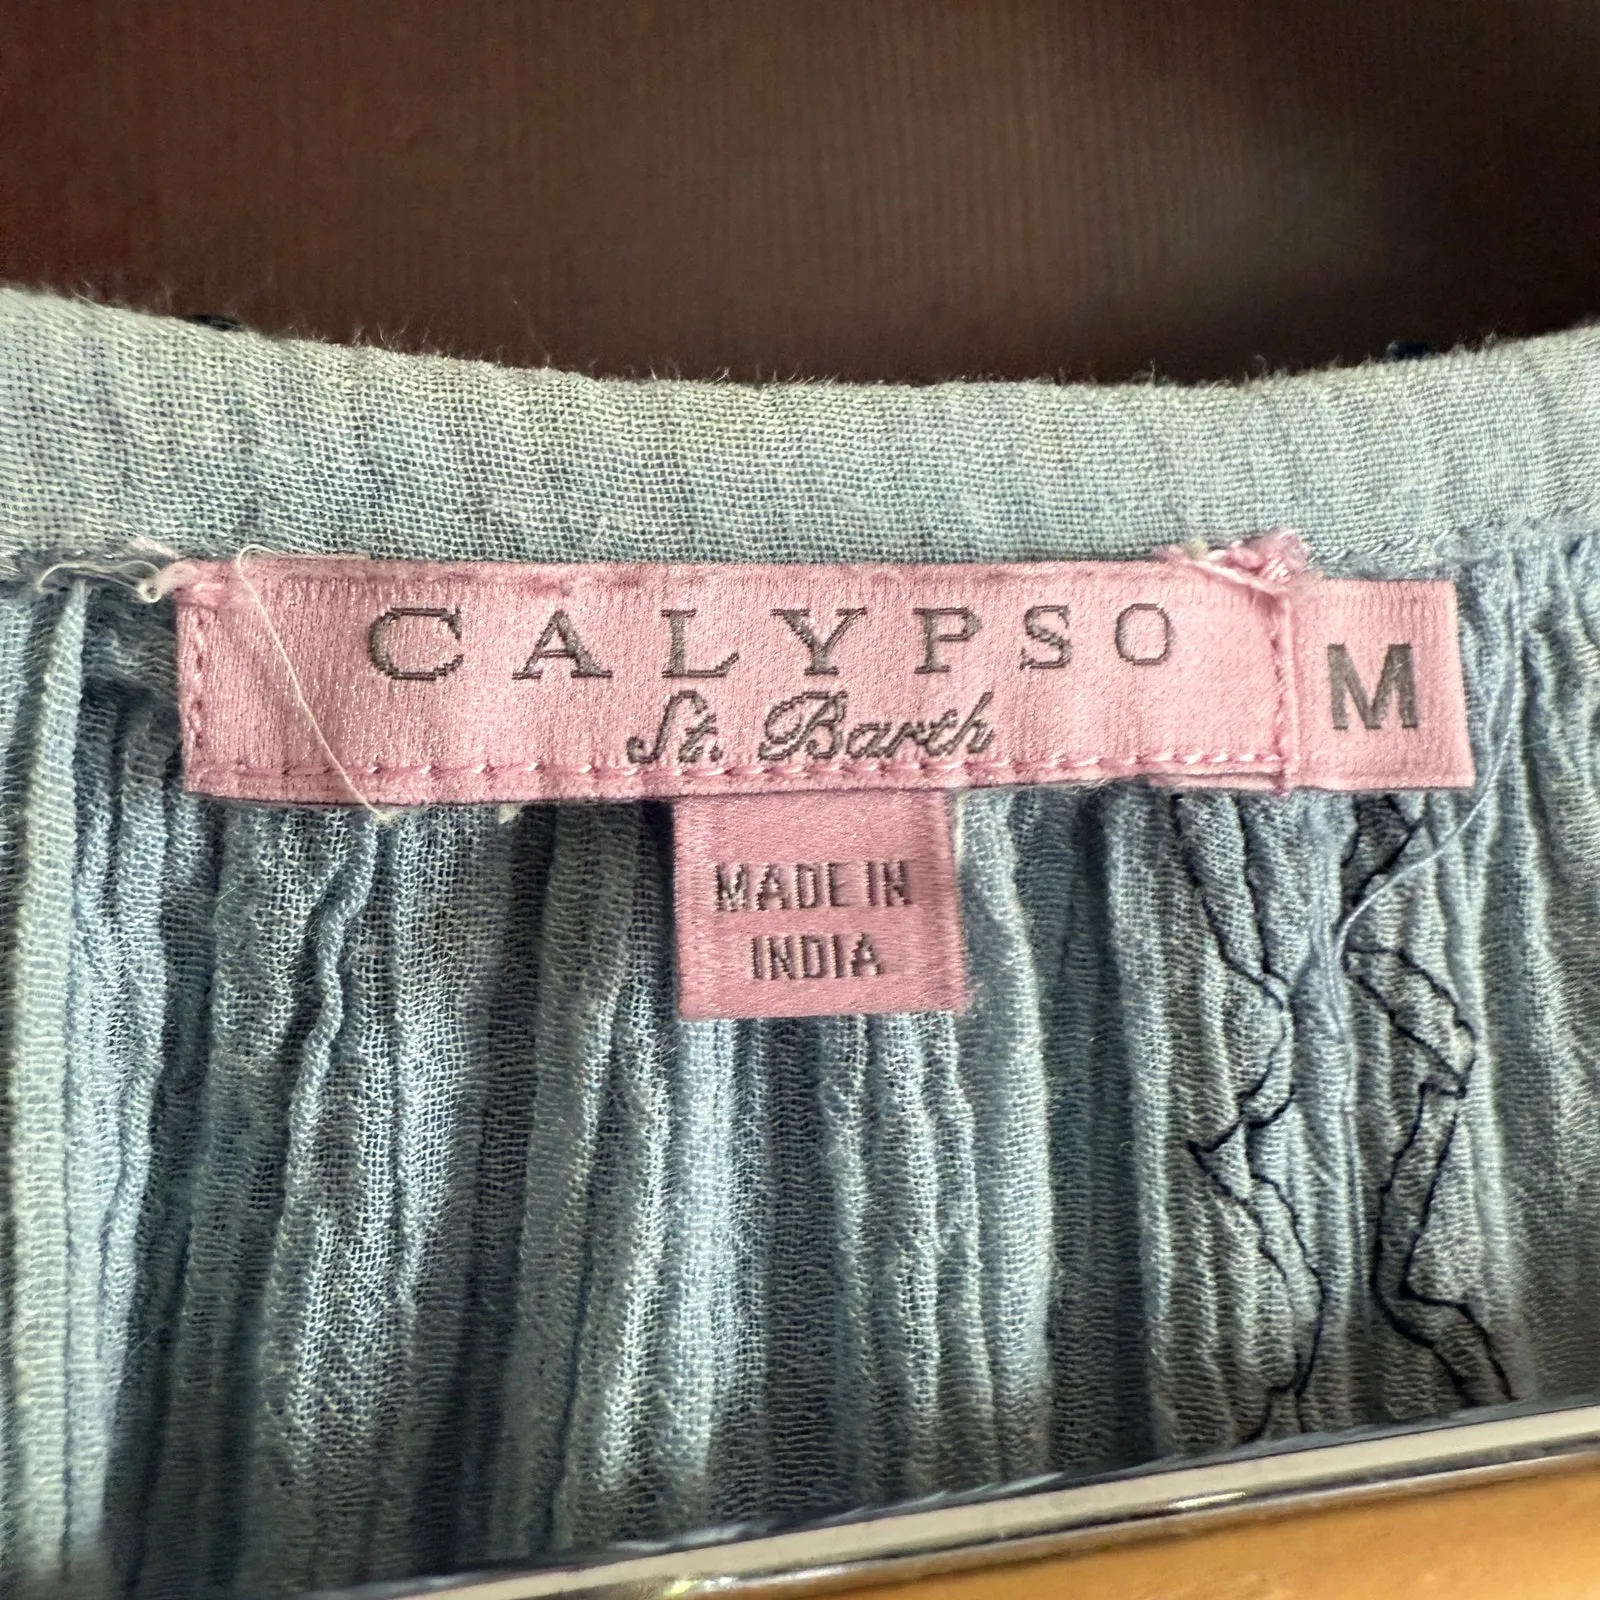 CALYPSO
St. Barth
M
MADE IN
INDIA